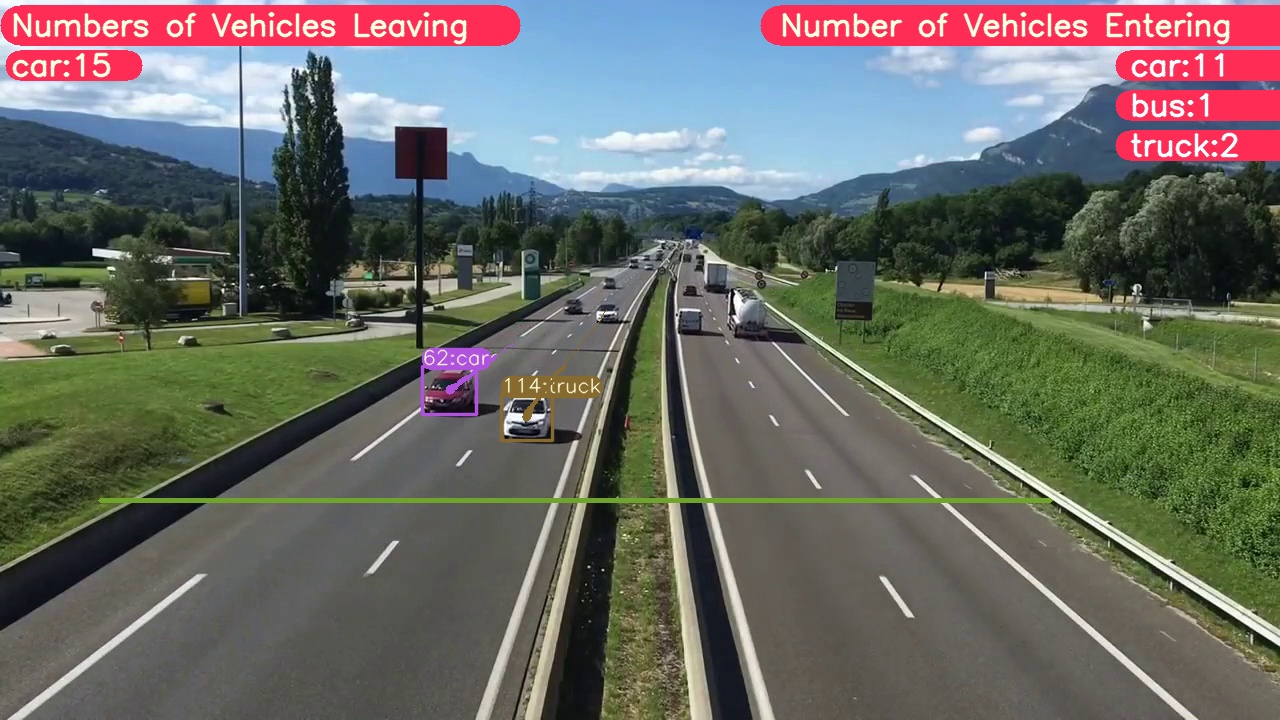 Numbers of Vehicles Leaving
car:15
Number of Vehicles Entering
car:11
bus:1
truck:2
62:car
114:truck